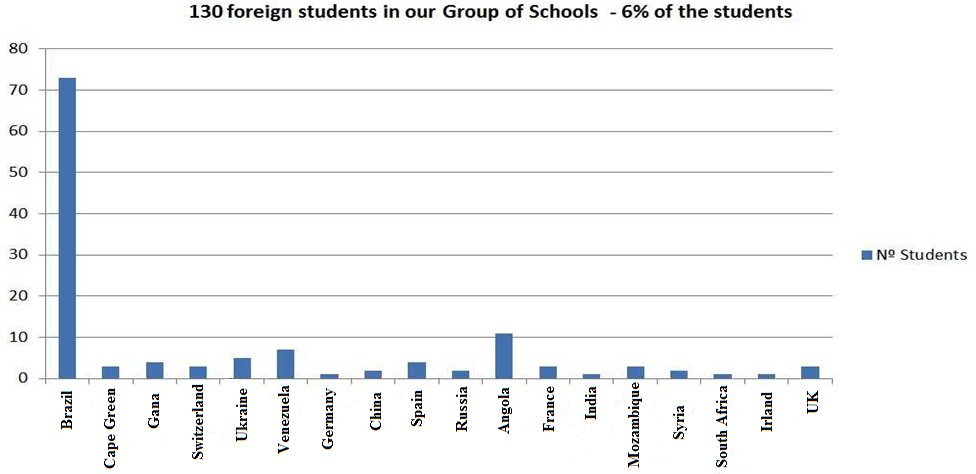 130 foreign students in our Group of Schools - 6% of the students
80
70
60
50
40
30
20
10
0
Brazil
Cape Green
Gana
Switzerland
Ukraine
Venezuela
Germany
China
Spain
Russia
Angola
France
India
Mozambique
Syria
South Africa
Irland
UK
Nº Students